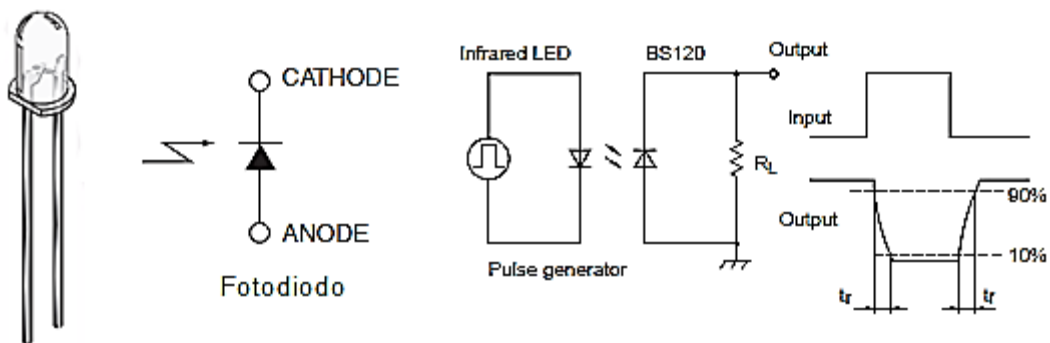 CATHODE
ANODE
Fotodiodo
Infrared LED
BS120
Output
RL
Pulse generator
Input
Output
90%
10%
tr
tr